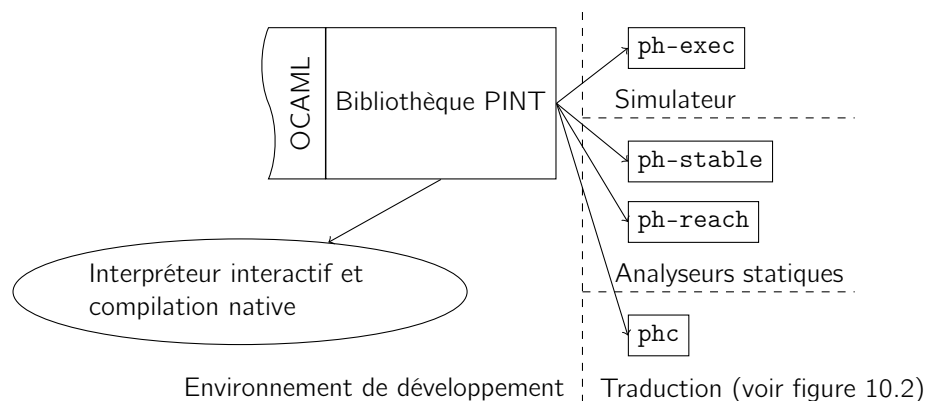 OCAML
Bibliothèque PINT
ph-exec
Simulateur
ph-stable
ph-reach
Analyseurs statiques
Interpréteur interactif et
compilation native
phc
Environnement de développement
Traduction (voir figure 10.2)